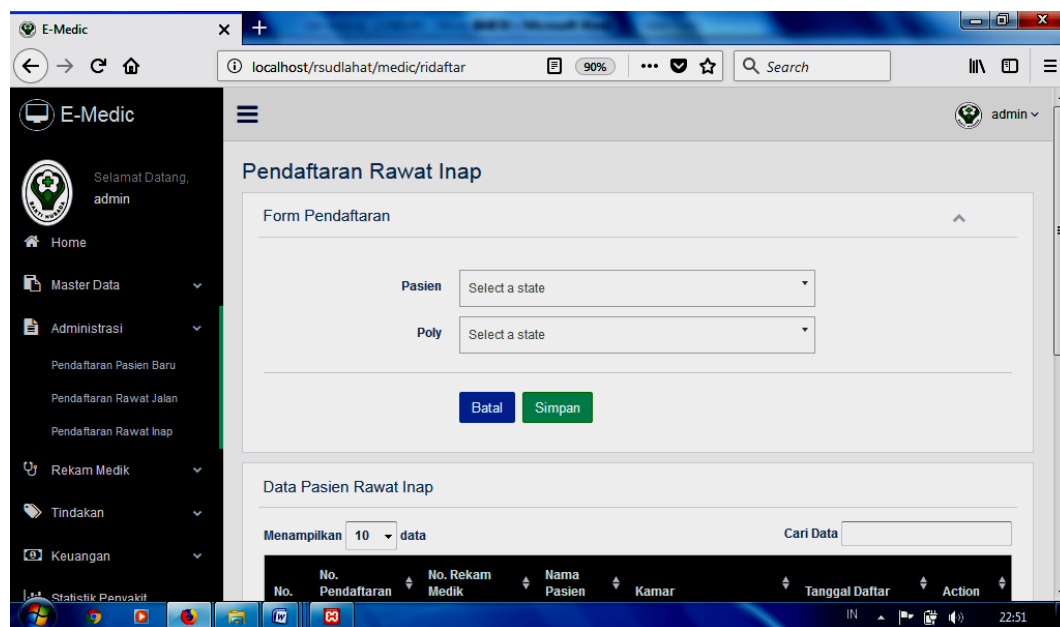 E-Medic
localhost/rsudlahat/medic/ridaftar
90%
Search
E-Medic
admin
Selamat Datang,
admin
Home
Master Data
Administrasi
Pendaftaran Pasien Baru
Pendaftaran Rawat Jalan
Pendaftaran Rawat Inap
Rekam Medik
Tindakan
Keuangan
Statistik Penyakit
Pendaftaran Rawat Inap
Form Pendaftaran
Pasien Select a state
Poly Select a state
Batal Simpan
Data Pasien Rawat Inap
Menampilkan 10 data
Cari Data
No.
No. Pendaftaran
No. Rekam Medik
Nama Pasien
Kamar
Tanggal Daftar
Action
IN
22:51